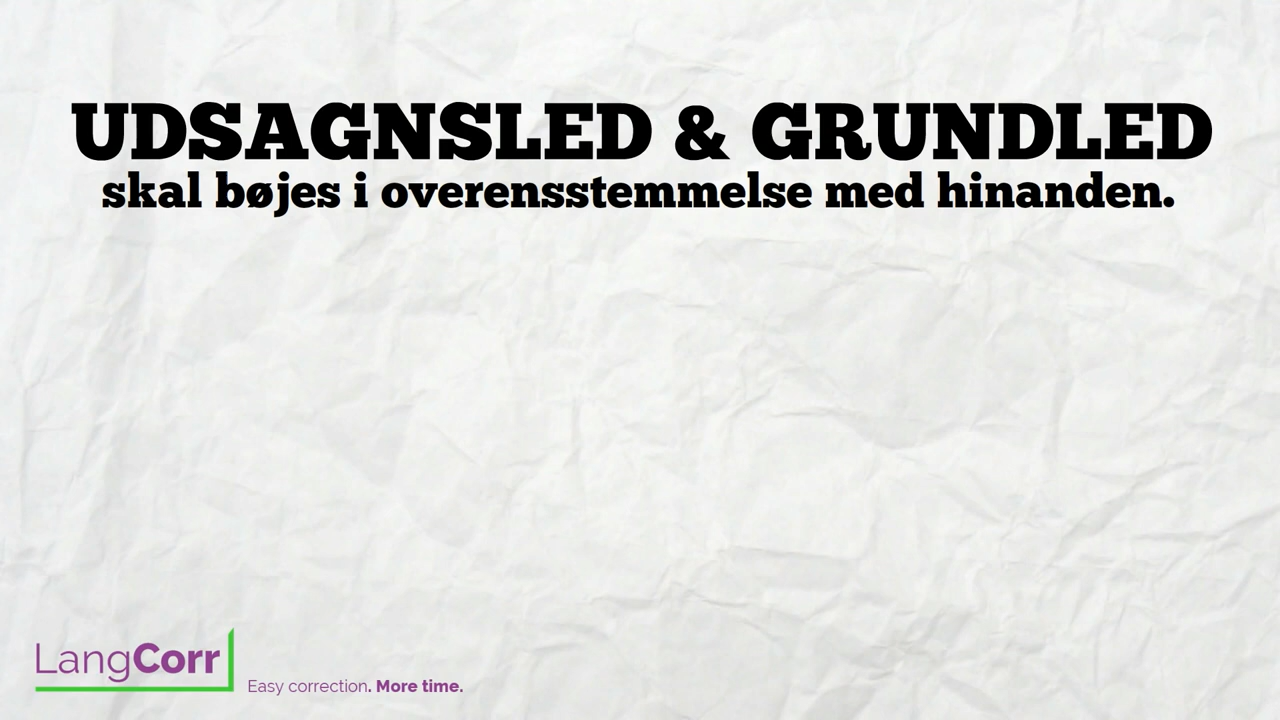 UDSAGNSLED & GRUNDLED
skal bøjes i overensstemmelse med hinanden.
LangCorr
Easy correction. More time.